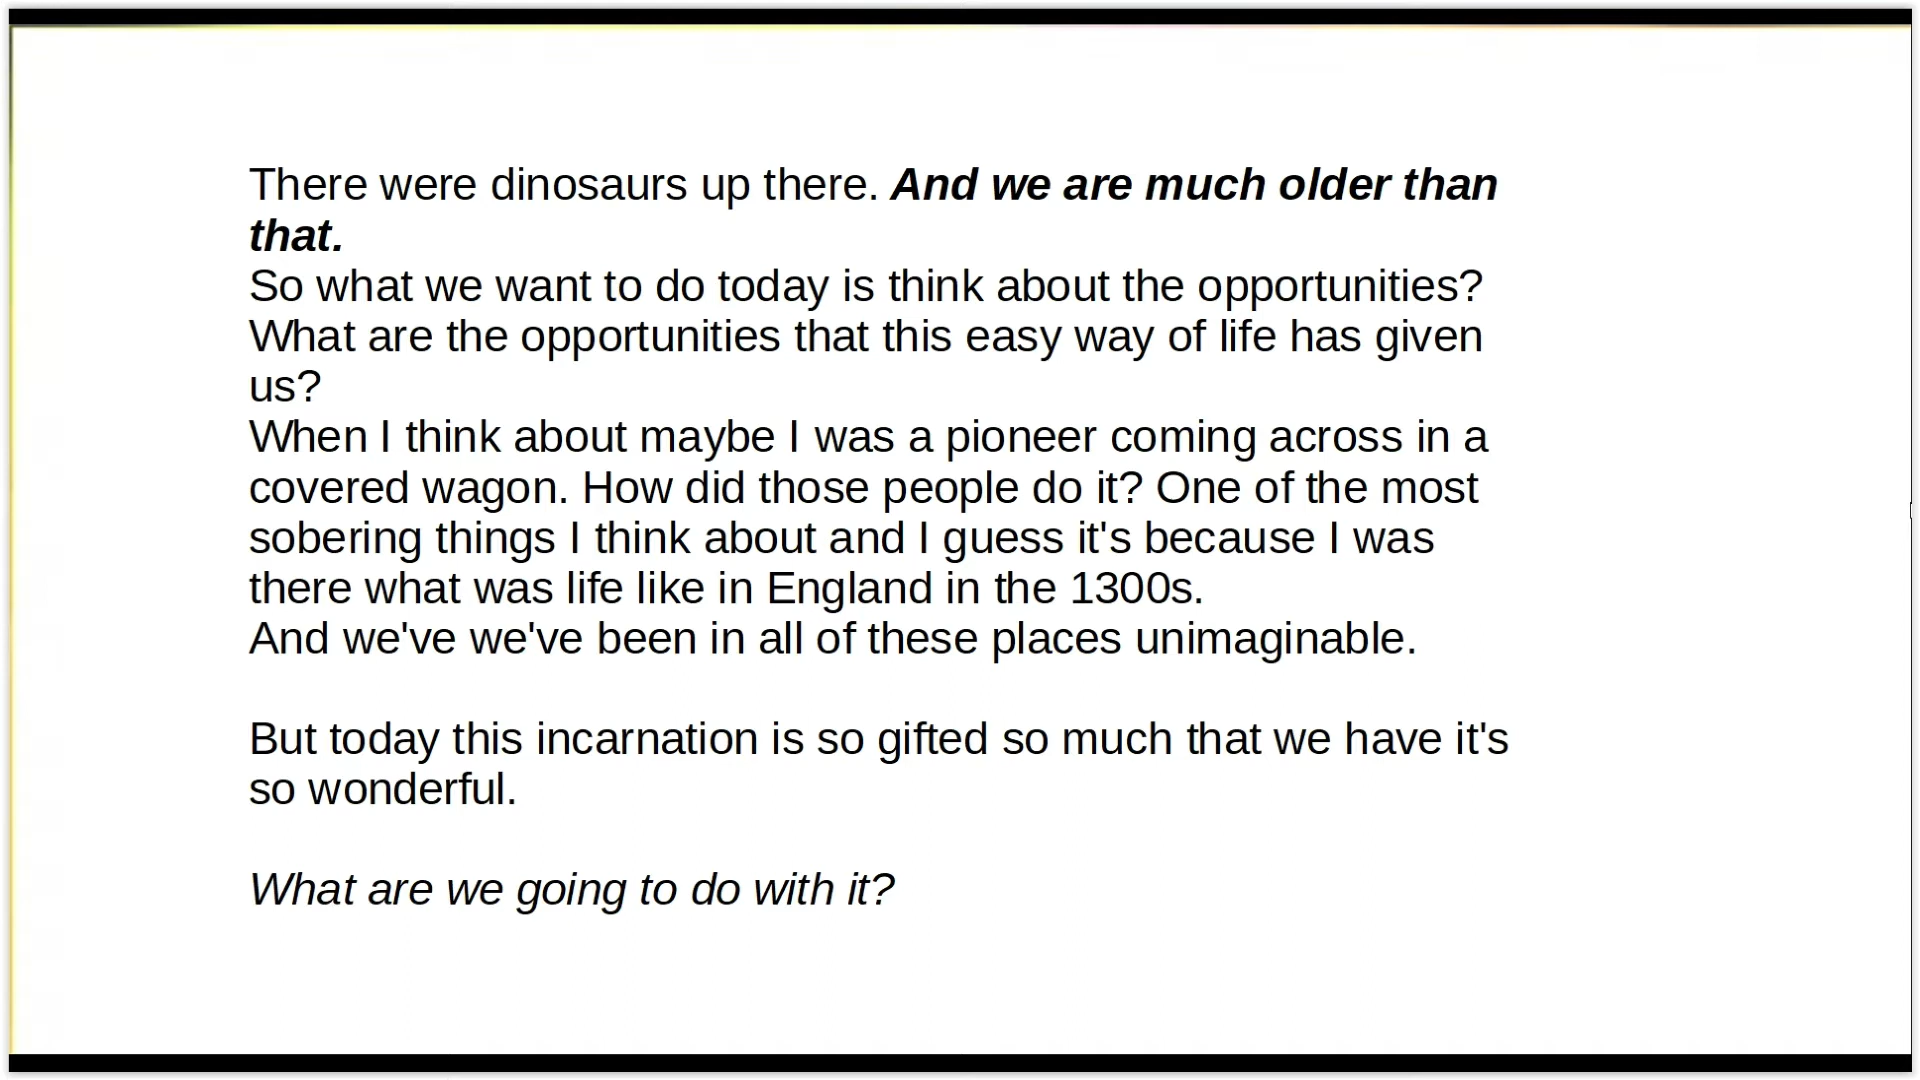 There were dinosaurs up there. And we are much older than
that.
So what we want to do today is think about the opportunities?
What are the opportunities that this easy way of life has given
us?
When I think about maybe I was a pioneer coming across in a
covered wagon. How did those people do it? One of the most
sobering things I think about and I guess it's because I was
there what was life like in England in the 1300s.
And we've we've been in all of these places unimaginable.
But today this incarnation is so gifted so much that we have it's
so wonderful.
What are we going to do with it?